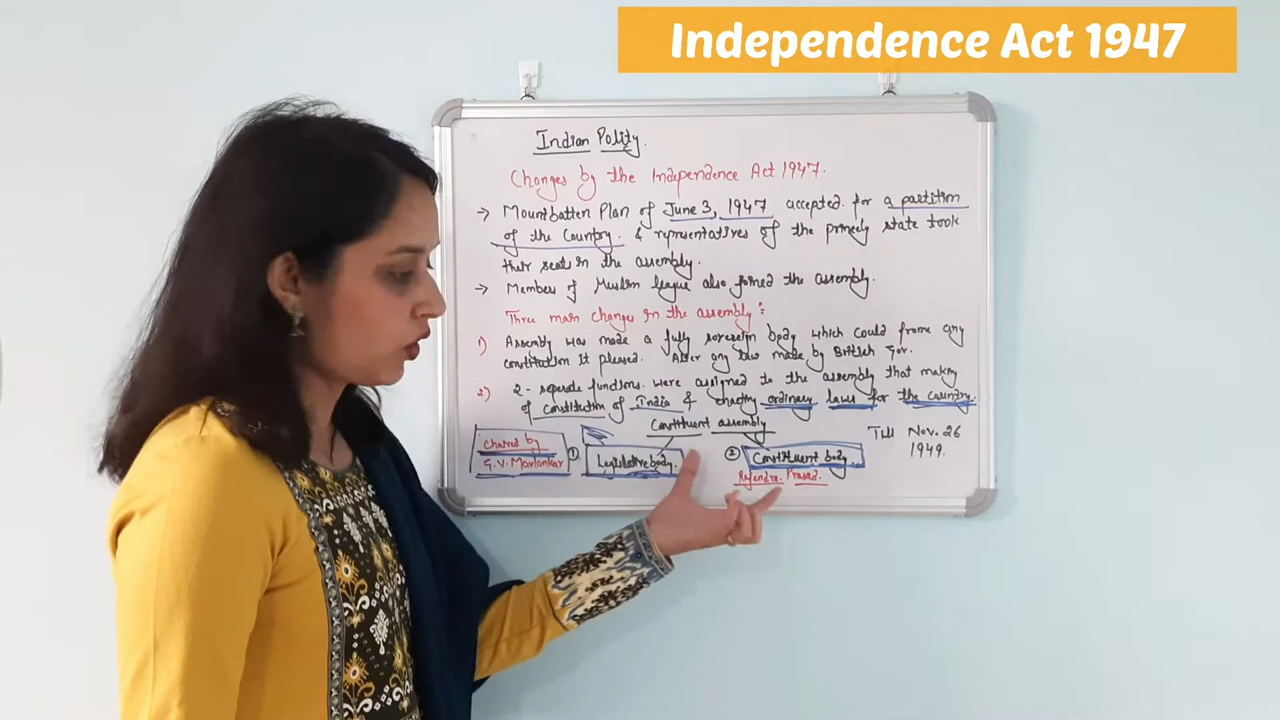 Independence Act 1947
Indian Polity.
Changes by the Independence Act 1947.
→ Mountbatten Plan of June 3, 1947 accepted for a partition
of the Country. & representatives of the princely state took
their seats in the assembly.
→ Member of Muslim league also joined the assembly.
Three main changes in the assembly:
1) Assembly was made a fully sovereign body which could frame any
constitution it pleased. Alter any law made by British Gov.
2) 2- seperate functions were assigned to the assembly that making
of constitution of India & enacting ordinary laws for the country.
Constituent assembly
Chaired by
G.V. Mavlankar
① Legislative body.
② Constituent body
Rajendra Prasad.
Till Nov. 26
1949.